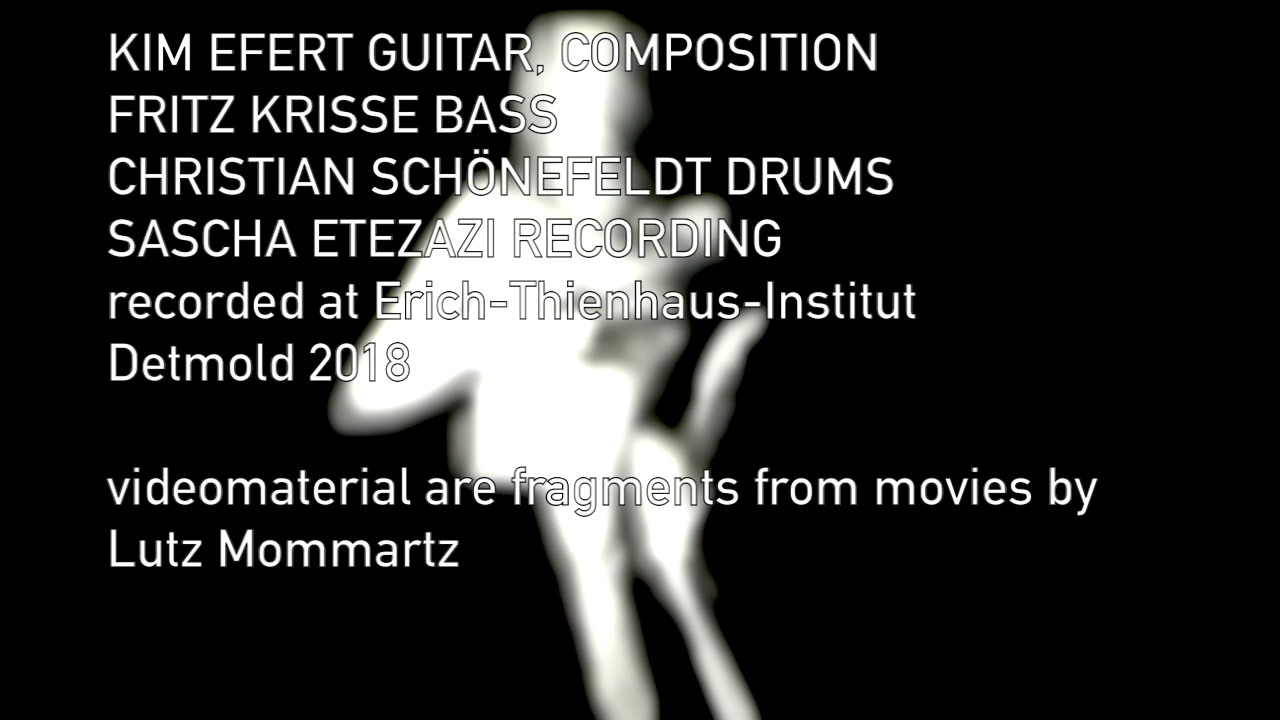 KIM EFERT GUITAR, COMPOSITION
FRITZ KRISSE BASS
CHRISTIAN SCHÖNEFELDT DRUMS
SASCHA ETEZAZI RECORDING
recorded at Erich-Thienhaus-Institut
Detmold 2018
videomaterial are fragments from movies by
Lutz Mommartz